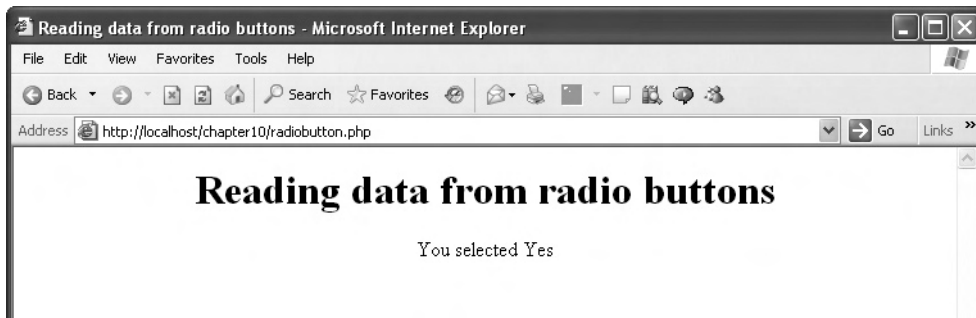 Reading data from radio buttons - Microsoft Internet Explorer
File Edit View Favorites Tools Help
Back Search Favorites
Address http://localhost/chapter10/radiobutton.php Go Links »
Reading data from radio buttons
You selected Yes